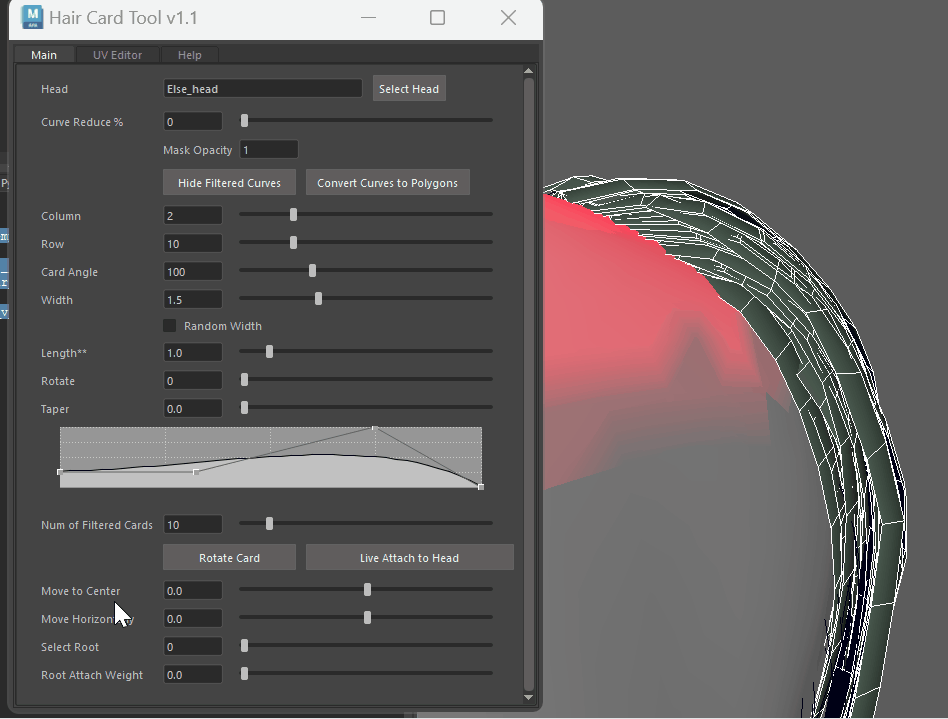 Hair Card Tool v1.1
Main UV Editor Help
Head Else_head Select Head
Curve Reduce % 0
Mask Opacity 1
Hide Filtered Curves Convert Curves to Polygons
Column 2
Row 10
Card Angle 100
Width 1.5
Random Width
Length** 1.0
Rotate 0
Taper 0.0
Num of Filtered Cards 10
Rotate Card Live Attach to Head
Move to Center 0.0
Move 0.0
Select Root 0
Root Attach Weight 0.0